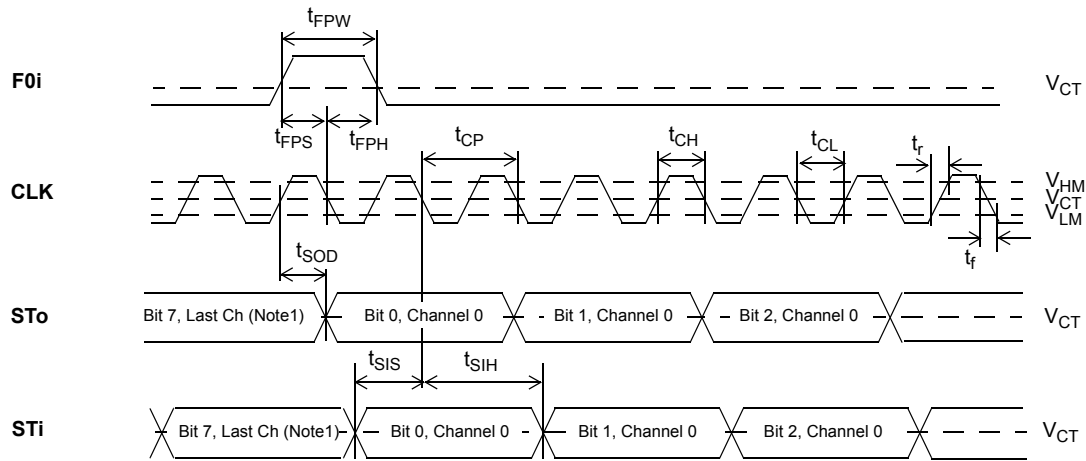 tFPW
F0i
VCT
tFPS
tFPH
tCP
tCH
tCL
tr
CLK
VHM
VCT
VLM
tSOD
tf
STo
Bit 7, Last Ch (Note1)
Bit 0, Channel 0
Bit 1, Channel 0
Bit 2, Channel 0
VCT
tSIS
tSIH
STi
Bit 7, Last Ch (Note1)
Bit 0, Channel 0
Bit 1, Channel 0
Bit 2, Channel 0
VCT